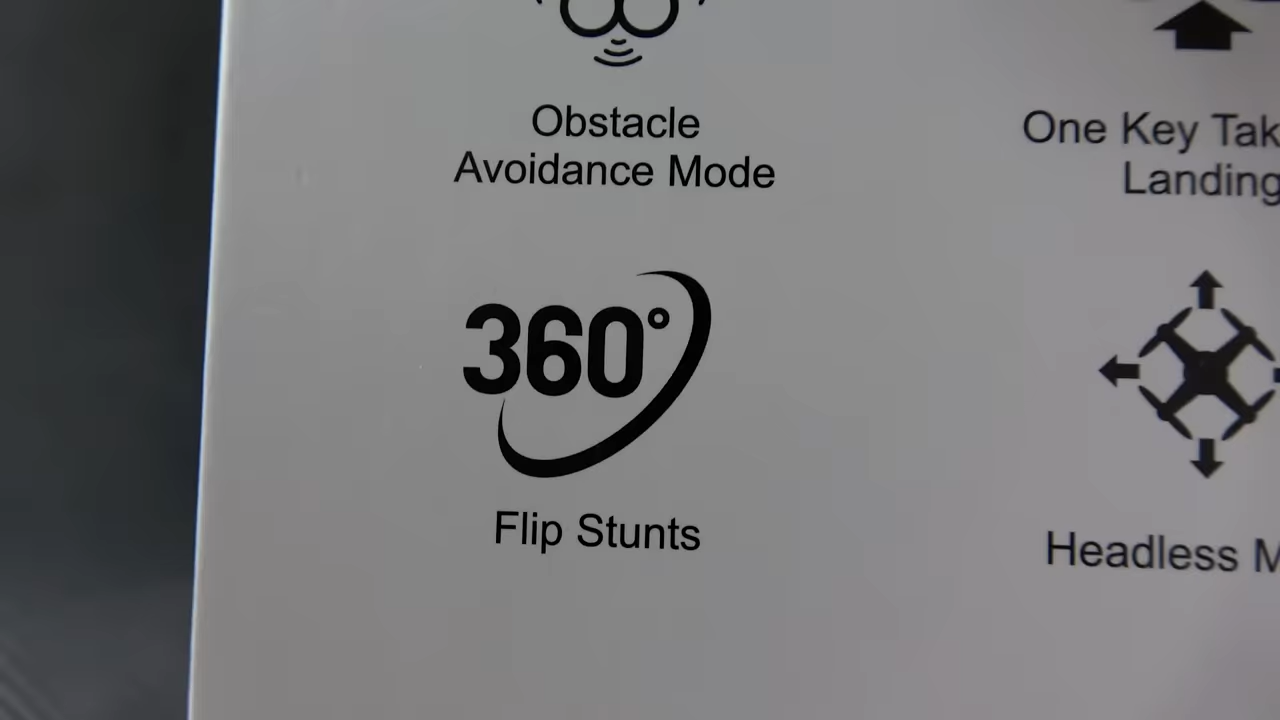 Obstacle
Avoidance Mode
One Key Tak
Landing
360°
Flip Stunts
Headless M